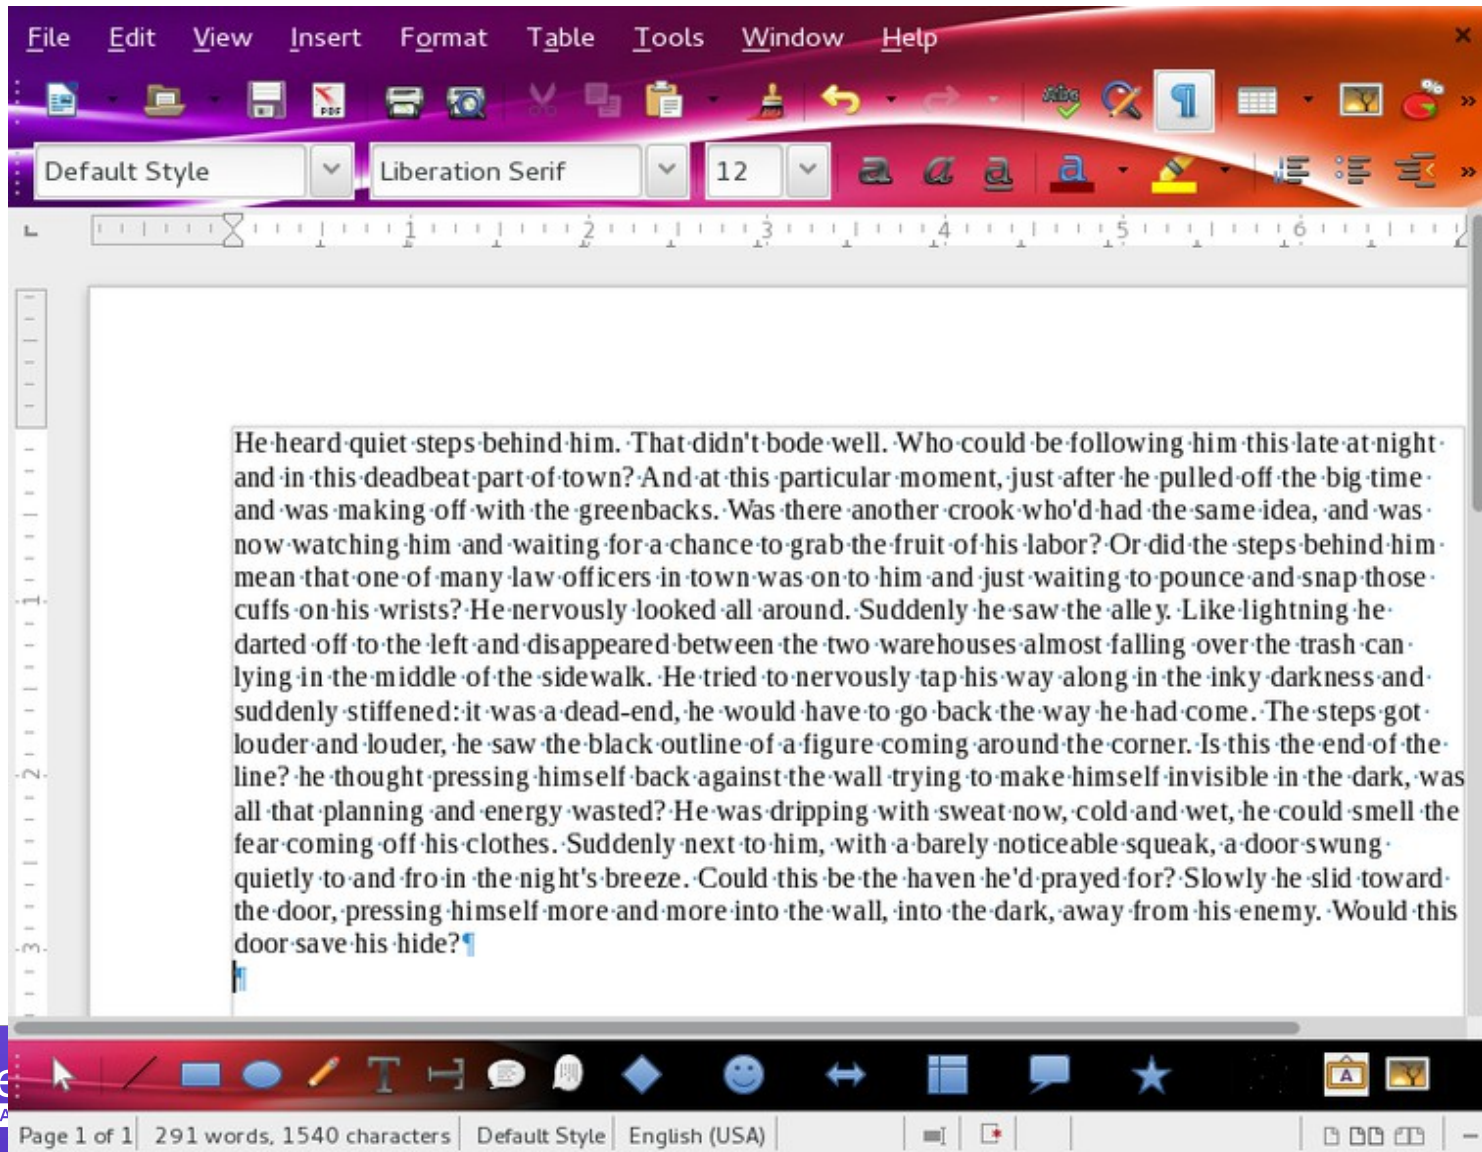 File Edit View Insert Format Table Tools Window Help
Default Style Liberation Serif 12
1 2 3 4 5 6
He heard quiet steps behind him. That didn't bode well. Who could be following him this late at night
and in this deadbeat part of town? And at this particular moment, just after he pulled off the big time
and was making off with the greenbacks. Was there another crook who'd had the same idea, and was
now watching him and waiting for a chance to grab the fruit of his labor? Or did the steps behind him
mean that one of many law officers in town was on to him and just waiting to pounce and snap those
cuffs on his wrists? He nervously looked all around. Suddenly he saw the alley. Like lightning he
darted off to the left and disappeared between the two warehouses almost falling over the trash can
lying in the middle of the sidewalk. He tried to nervously tap his way along in the inky darkness and
suddenly stiffened: it was a dead-end, he would have to go back the way he had come. The steps got
louder and louder, he saw the black outline of a figure coming around the corner. Is this the end of the
line? he thought pressing himself back against the wall trying to make himself invisible in the dark, was
all that planning and energy wasted? He was dripping with sweat now, cold and wet, he could smell the
fear coming off his clothes. Suddenly next to him, with a barely noticeable squeak, a door swung
quietly to and fro in the night's breeze. Could this be the haven he'd prayed for? Slowly he slid toward
the door, pressing himself more and more into the wall, into the dark, away from his enemy. Would this
door save his hide?¶
¶
1
2
3
Page 1 of 1 291 words, 1540 characters Default Style English (USA)